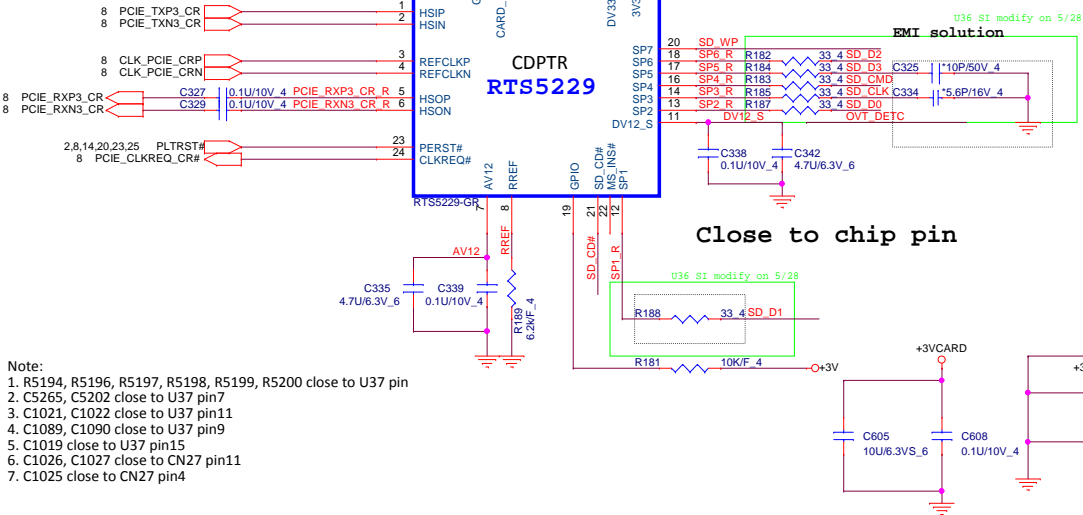 8 PCIE_TXP3_CR
8 PCIE_TXN3_CR
1
2
HSIP
HSIN
CARD_
DV33
3V3
U36 SI modify on 5/28
EMI solution
8 CLK_PCIE_CRP
8 CLK_PCIE_CRN
3
4
REFCLKP
REFCLKN
CDPTR
RTS5229
8 PCIE_RXP3_CR
8 PCIE_RXN3_CR
C327 0.1U/10V_4 PCIE_RXP3_CR_R 5
C329 0.1U/10V_4 PCIE_RXN3_CR_R 6
HSOP
HSON
2,8,14,20,23,25 PLTRST#
8 PCIE_CLKREQ_CR#
23
24
PERST#
CLKREQ#
SP7 20 SD_WP
SP6 18 SP6_R R182 33_4 SD_D2
SP5 17 SP5_R R184 33_4 SD_D3 C325 *10P/50V_4
SP4 16 SP4_R R183 33_4 SD_CMD
SP3 14 SP3_R R185 33_4 SD_CLK C334 *5.6P/16V_4
SP2 13 SP2_R R187 33_4 SD_D0
DV12_S 11 DV12_S OVT_DETC
C338
0.1U/10V_4
C342
4.7U/6.3V_6
AV12
RREF
GPIO
SD_CD#
MS_INS#
SP1
RTS5229-GR
7
8
19
21
22
12
AV12
RREF
SD_CD#
SP1_R
Close to chip pin
C335
4.7U/6.3V_6
C339
0.1U/10V_4
R189
6.2k/F_4
U36 SI modify on 5/28
R188 33_4 SD_D1
R181 10K/F_4 +3V
+3VCARD
C605
10U/6.3VS_6
C608
0.1U/10V_4
Note:
1. R5194, R5196, R5197, R5198, R5199, R5200 close to U37 pin
2. C5265, C5202 close to U37 pin7
3. C1021, C1022 close to U37 pin11
4. C1089, C1090 close to U37 pin9
5. C1019 close to U37 pin15
6. C1026, C1027 close to CN27 pin11
7. C1025 close to CN27 pin4